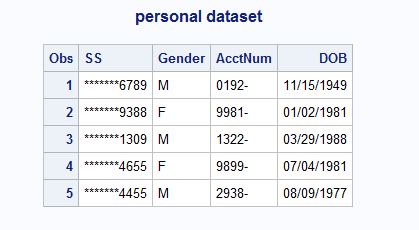 personal dataset
Obs SS Gender AcctNum DOB
1 *******6789 M 0192- 11/15/1949
2 *******9388 F 9981- 01/02/1981
3 *******1309 M 1322- 03/29/1988
4 *******4655 F 9899- 07/04/1981
5 *******4455 M 2938- 08/09/1977